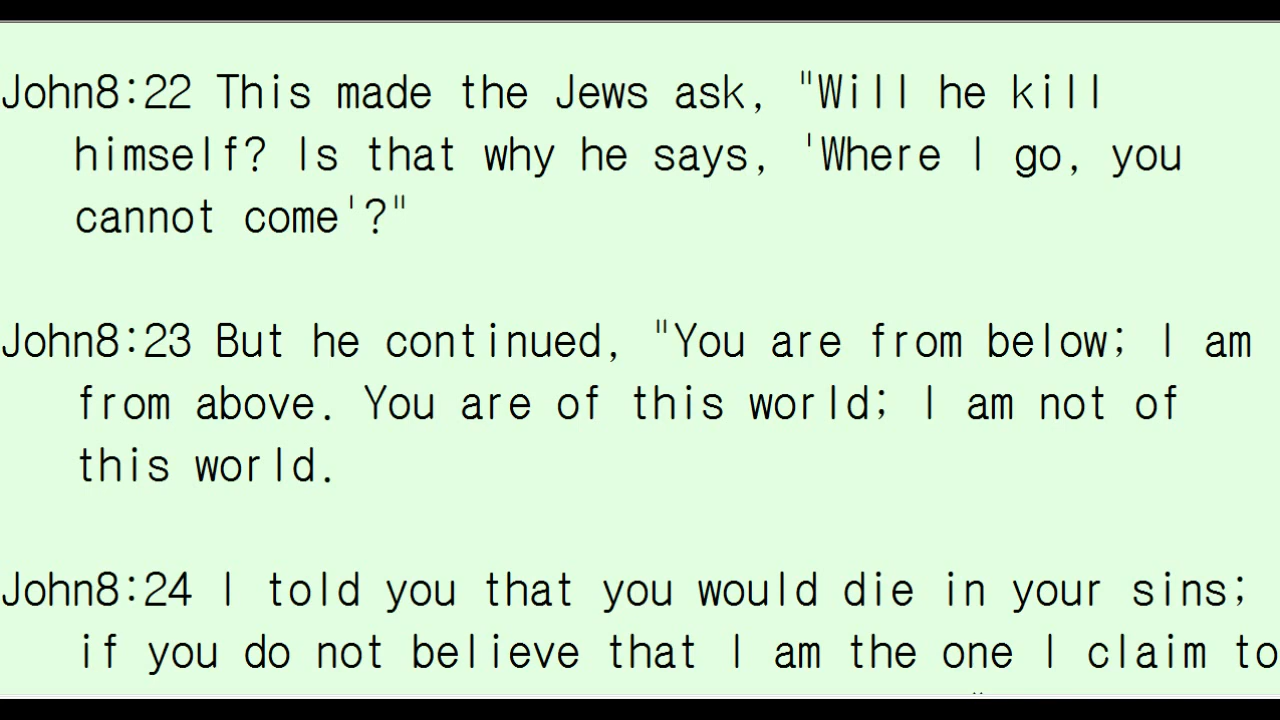 John8:22 This made the Jews ask, "Will he kill
himself? Is that why he says, 'Where I go, you
cannot come'?"
John8:23 But he continued, "You are from below; I am
from above. You are of this world; I am not of
this world.
John8:24 I told you that you would die in your sins;
if you do not believe that I am the one I claim to